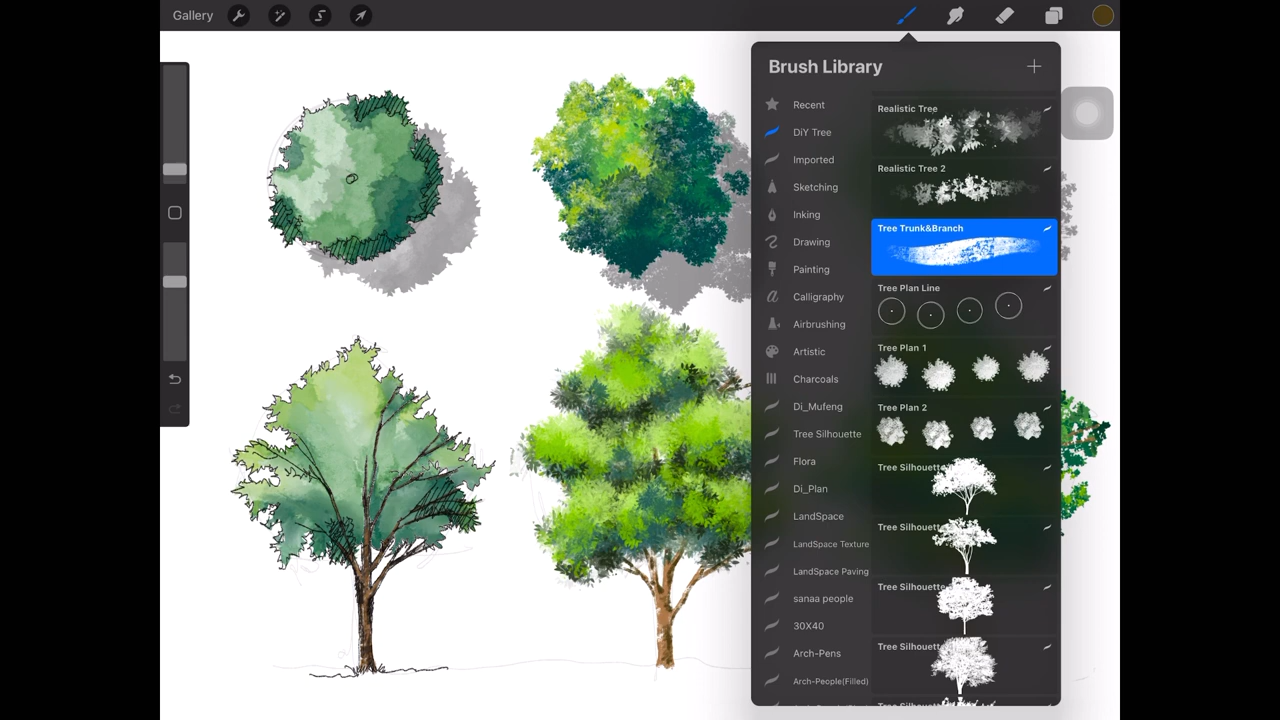 Gallery
Brush Library
Recent
DiY Tree
Imported
Sketching
Inking
Drawing
Painting
Calligraphy
Airbrushing
Artistic
Charcoals
Di_Mufeng
Tree Silhouette
Flora
Di_Plan
LandSpace
LandSpace Texture
LandSpace Paving
sanaa people
30X40
Arch-Pens
Arch-People(Filled)
Realistic Tree
Realistic Tree 2
Tree Trunk&Branch
Tree Plan Line
Tree Plan 1
Tree Plan 2
Tree Silhouette
Tree Silhouette
Tree Silhouette
Tree Silhouette